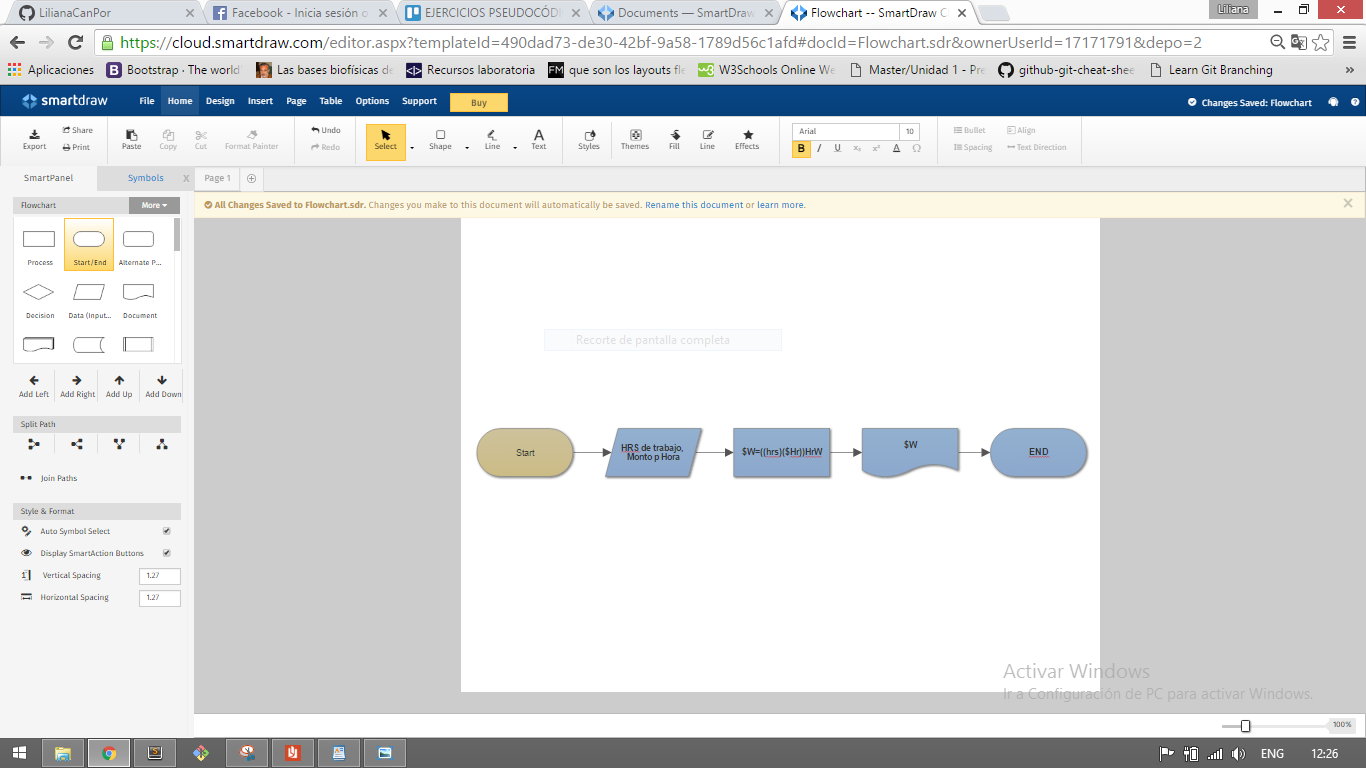 LilianaCanPor
Facebook - Inicia sesión o
EJERCICIOS PSEUDOCÓDI
Documents — SmartDraw
Flowchart -- SmartDraw C
Liliana
https://cloud.smartdraw.com/editor.aspx?templateId=490dad73-de30-42bf-9a58-1789d56c1afd#docId=Flowchart.sdr&ownerUserId=17171791&depo=2
Aplicaciones
Bootstrap · The world'
Las bases biofísicas de
Recursos laboratoria
FM que son los layouts fle
W3Schools Online We
Master/Unidad 1 - Pre
github-git-cheat-shee
Learn Git Branching
»
smartdraw
File
Home
Design
Insert
Page
Table
Options
Support
Buy
Changes Saved: Flowchart
Export
Share
Print
Paste
Copy
Cut
Format Painter
Undo
Redo
Select
Shape
Line
Text
Styles
Themes
Fill
Line
Effects
Arial
10
B I U x₂ x² A Ω
Bullet
Align
Spacing
Text Direction
SmartPanel
Symbols
X
Page 1
Flowchart
More
All Changes Saved to Flowchart.sdr. Changes you make to this document will automatically be saved. Rename this document or learn more.
Process
Start/End
Alternate P...
Decision
Data (Input...
Document
Add Left
Add Right
Add Up
Add Down
Split Path
Join Paths
Style & Format
Auto Symbol Select
Display SmartAction Buttons
Vertical Spacing
1.27
Horizontal Spacing
1.27
Recorte de pantalla completa
Start
HRS de trabajo,
Monto p Hora
$W=((hrs)($Hr))HrW
$W
END
Activar Windows
Ir a Configuración de PC para activar Windows.
100%
ENG
12:26